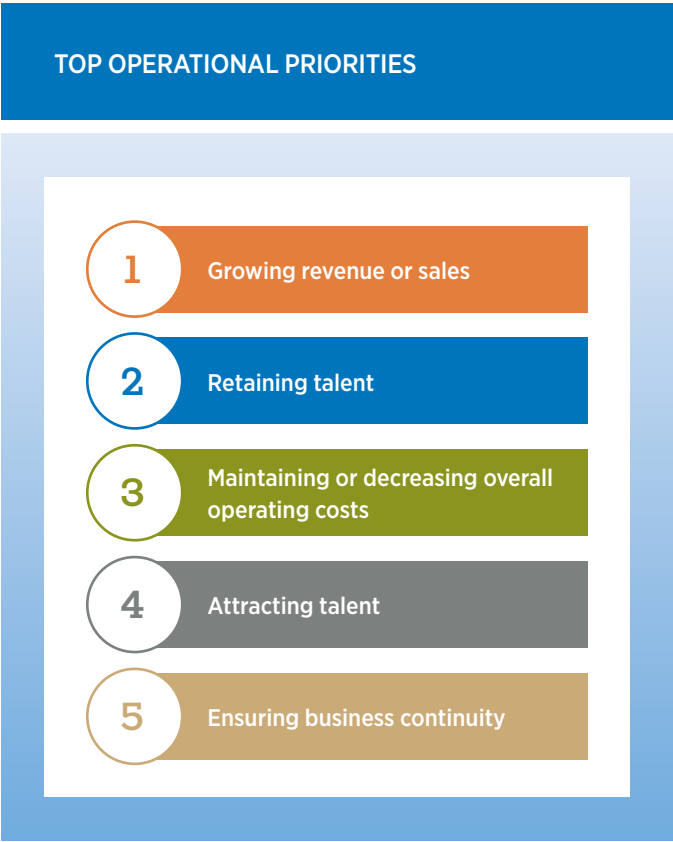 TOP OPERATIONAL PRIORITIES
1
Growing revenue or sales
2
Retaining talent
3
Maintaining or decreasing overall
operating costs
4
Attracting talent
5
Ensuring business continuity